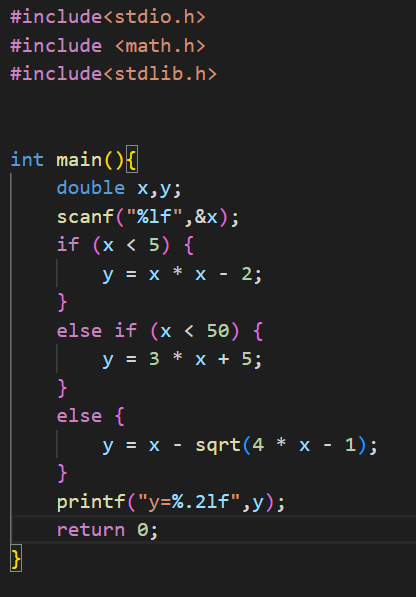 #include<stdio.h>
#include <math.h>
#include<stdlib.h>
int main(){
    double x,y;
    scanf("%lf",&x);
    if (x < 5) {
        y = x * x - 2;
    }
    else if (x < 50) {
        y = 3 * x + 5;
    }
    else {
        y = x - sqrt(4 * x - 1);
    }
    printf("y=%.2lf",y);
    return 0;
}